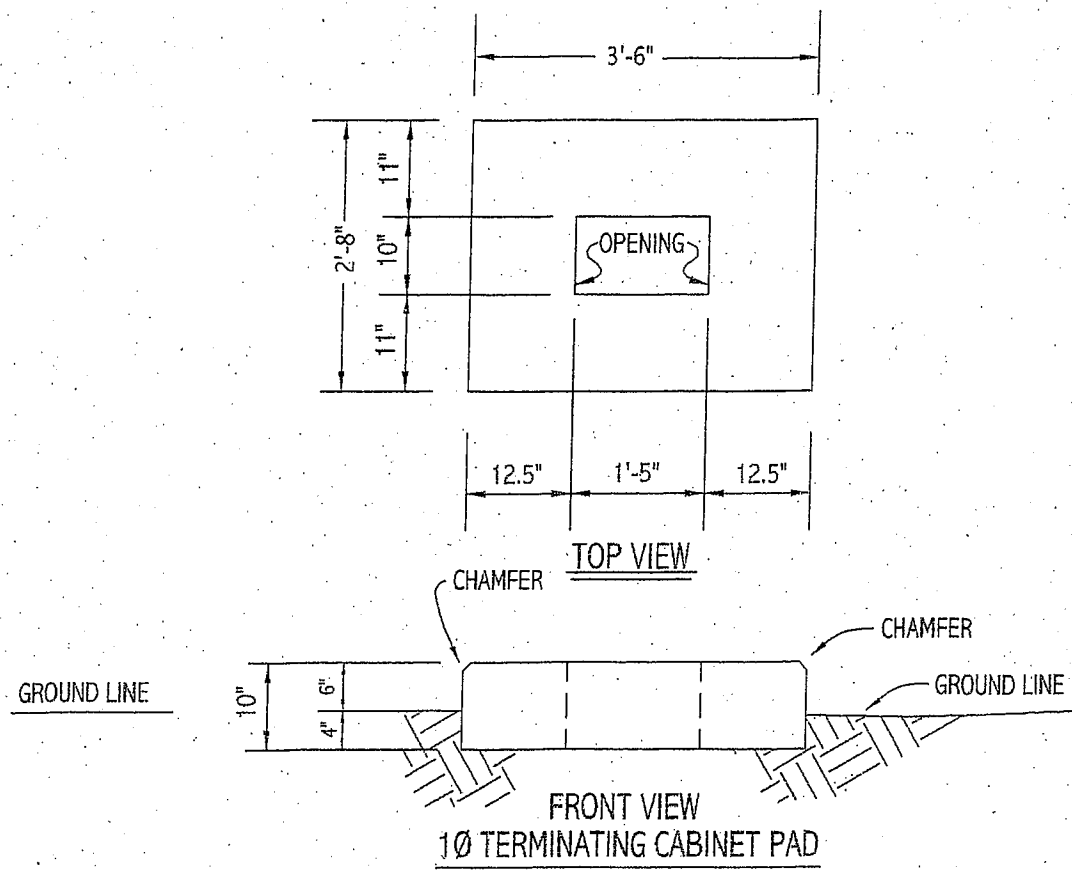 3'-6"
11"
2'-8"
10"
OPENING
11"
12.5"
1'-5"
12.5"
TOP VIEW
CHAMFER
CHAMFER
GROUND LINE
10"
6"
4"
GROUND LINE
FRONT VIEW
1Ø TERMINATING CABINET PAD